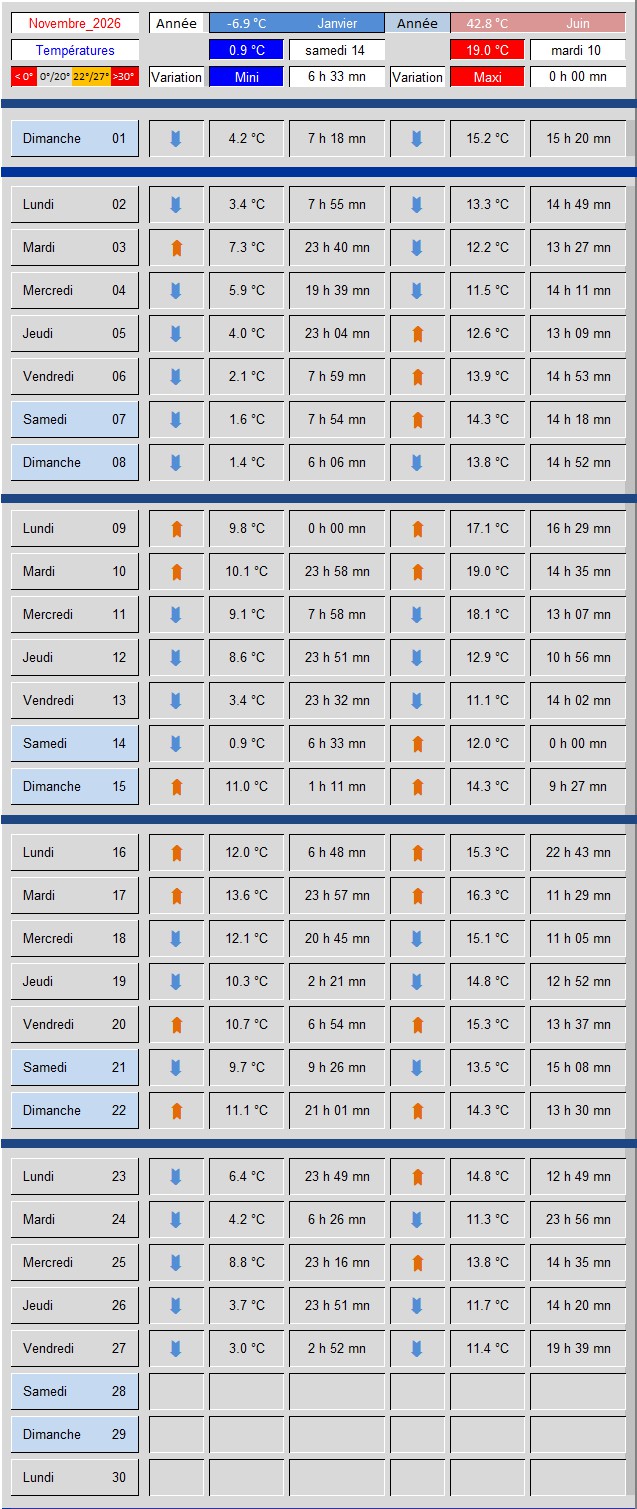 Novembre_2026 Année -6.9 °C Janvier Année 42.8 °C Juin
Températures 0.9 °C samedi 14 19.0 °C mardi 10
< 0° 0°/20° 22°/27° >30° Variation Mini 6 h 33 mn Variation Maxi 0 h 00 mn
Dimanche 01 4.2 °C 7 h 18 mn 15.2 °C 15 h 20 mn
Lundi 02 3.4 °C 7 h 55 mn 13.3 °C 14 h 49 mn
Mardi 03 7.3 °C 23 h 40 mn 12.2 °C 13 h 27 mn
Mercredi 04 5.9 °C 19 h 39 mn 11.5 °C 14 h 11 mn
Jeudi 05 4.0 °C 23 h 04 mn 12.6 °C 13 h 09 mn
Vendredi 06 2.1 °C 7 h 59 mn 13.9 °C 14 h 53 mn
Samedi 07 1.6 °C 7 h 54 mn 14.3 °C 14 h 18 mn
Dimanche 08 1.4 °C 6 h 06 mn 13.8 °C 14 h 52 mn
Lundi 09 9.8 °C 0 h 00 mn 17.1 °C 16 h 29 mn
Mardi 10 10.1 °C 23 h 58 mn 19.0 °C 14 h 35 mn
Mercredi 11 9.1 °C 7 h 58 mn 18.1 °C 13 h 07 mn
Jeudi 12 8.6 °C 23 h 51 mn 12.9 °C 10 h 56 mn
Vendredi 13 3.4 °C 23 h 32 mn 11.1 °C 14 h 02 mn
Samedi 14 0.9 °C 6 h 33 mn 12.0 °C 0 h 00 mn
Dimanche 15 11.0 °C 1 h 11 mn 14.3 °C 9 h 27 mn
Lundi 16 12.0 °C 6 h 48 mn 15.3 °C 22 h 43 mn
Mardi 17 13.6 °C 23 h 57 mn 16.3 °C 11 h 29 mn
Mercredi 18 12.1 °C 20 h 45 mn 15.1 °C 11 h 05 mn
Jeudi 19 10.3 °C 2 h 21 mn 14.8 °C 12 h 52 mn
Vendredi 20 10.7 °C 6 h 54 mn 15.3 °C 13 h 37 mn
Samedi 21 9.7 °C 9 h 26 mn 13.5 °C 15 h 08 mn
Dimanche 22 11.1 °C 21 h 01 mn 14.3 °C 13 h 30 mn
Lundi 23 6.4 °C 23 h 49 mn 14.8 °C 12 h 49 mn
Mardi 24 4.2 °C 6 h 26 mn 11.3 °C 23 h 56 mn
Mercredi 25 8.8 °C 23 h 16 mn 13.8 °C 14 h 35 mn
Jeudi 26 3.7 °C 23 h 51 mn 11.7 °C 14 h 20 mn
Vendredi 27 3.0 °C 2 h 52 mn 11.4 °C 19 h 39 mn
Samedi 28
Dimanche 29
Lundi 30